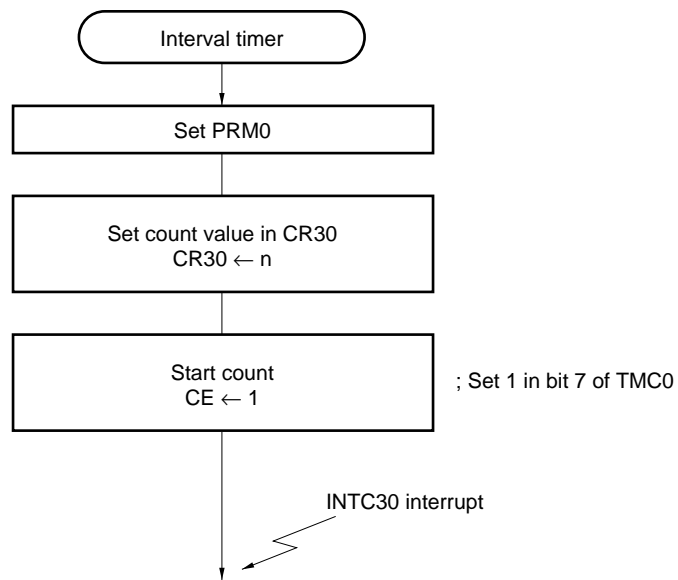 Interval timer
Set PRM0
Set count value in CR30
CR30 ← n
Start count
CE ← 1
; Set 1 in bit 7 of TMC0
INTC30 interrupt